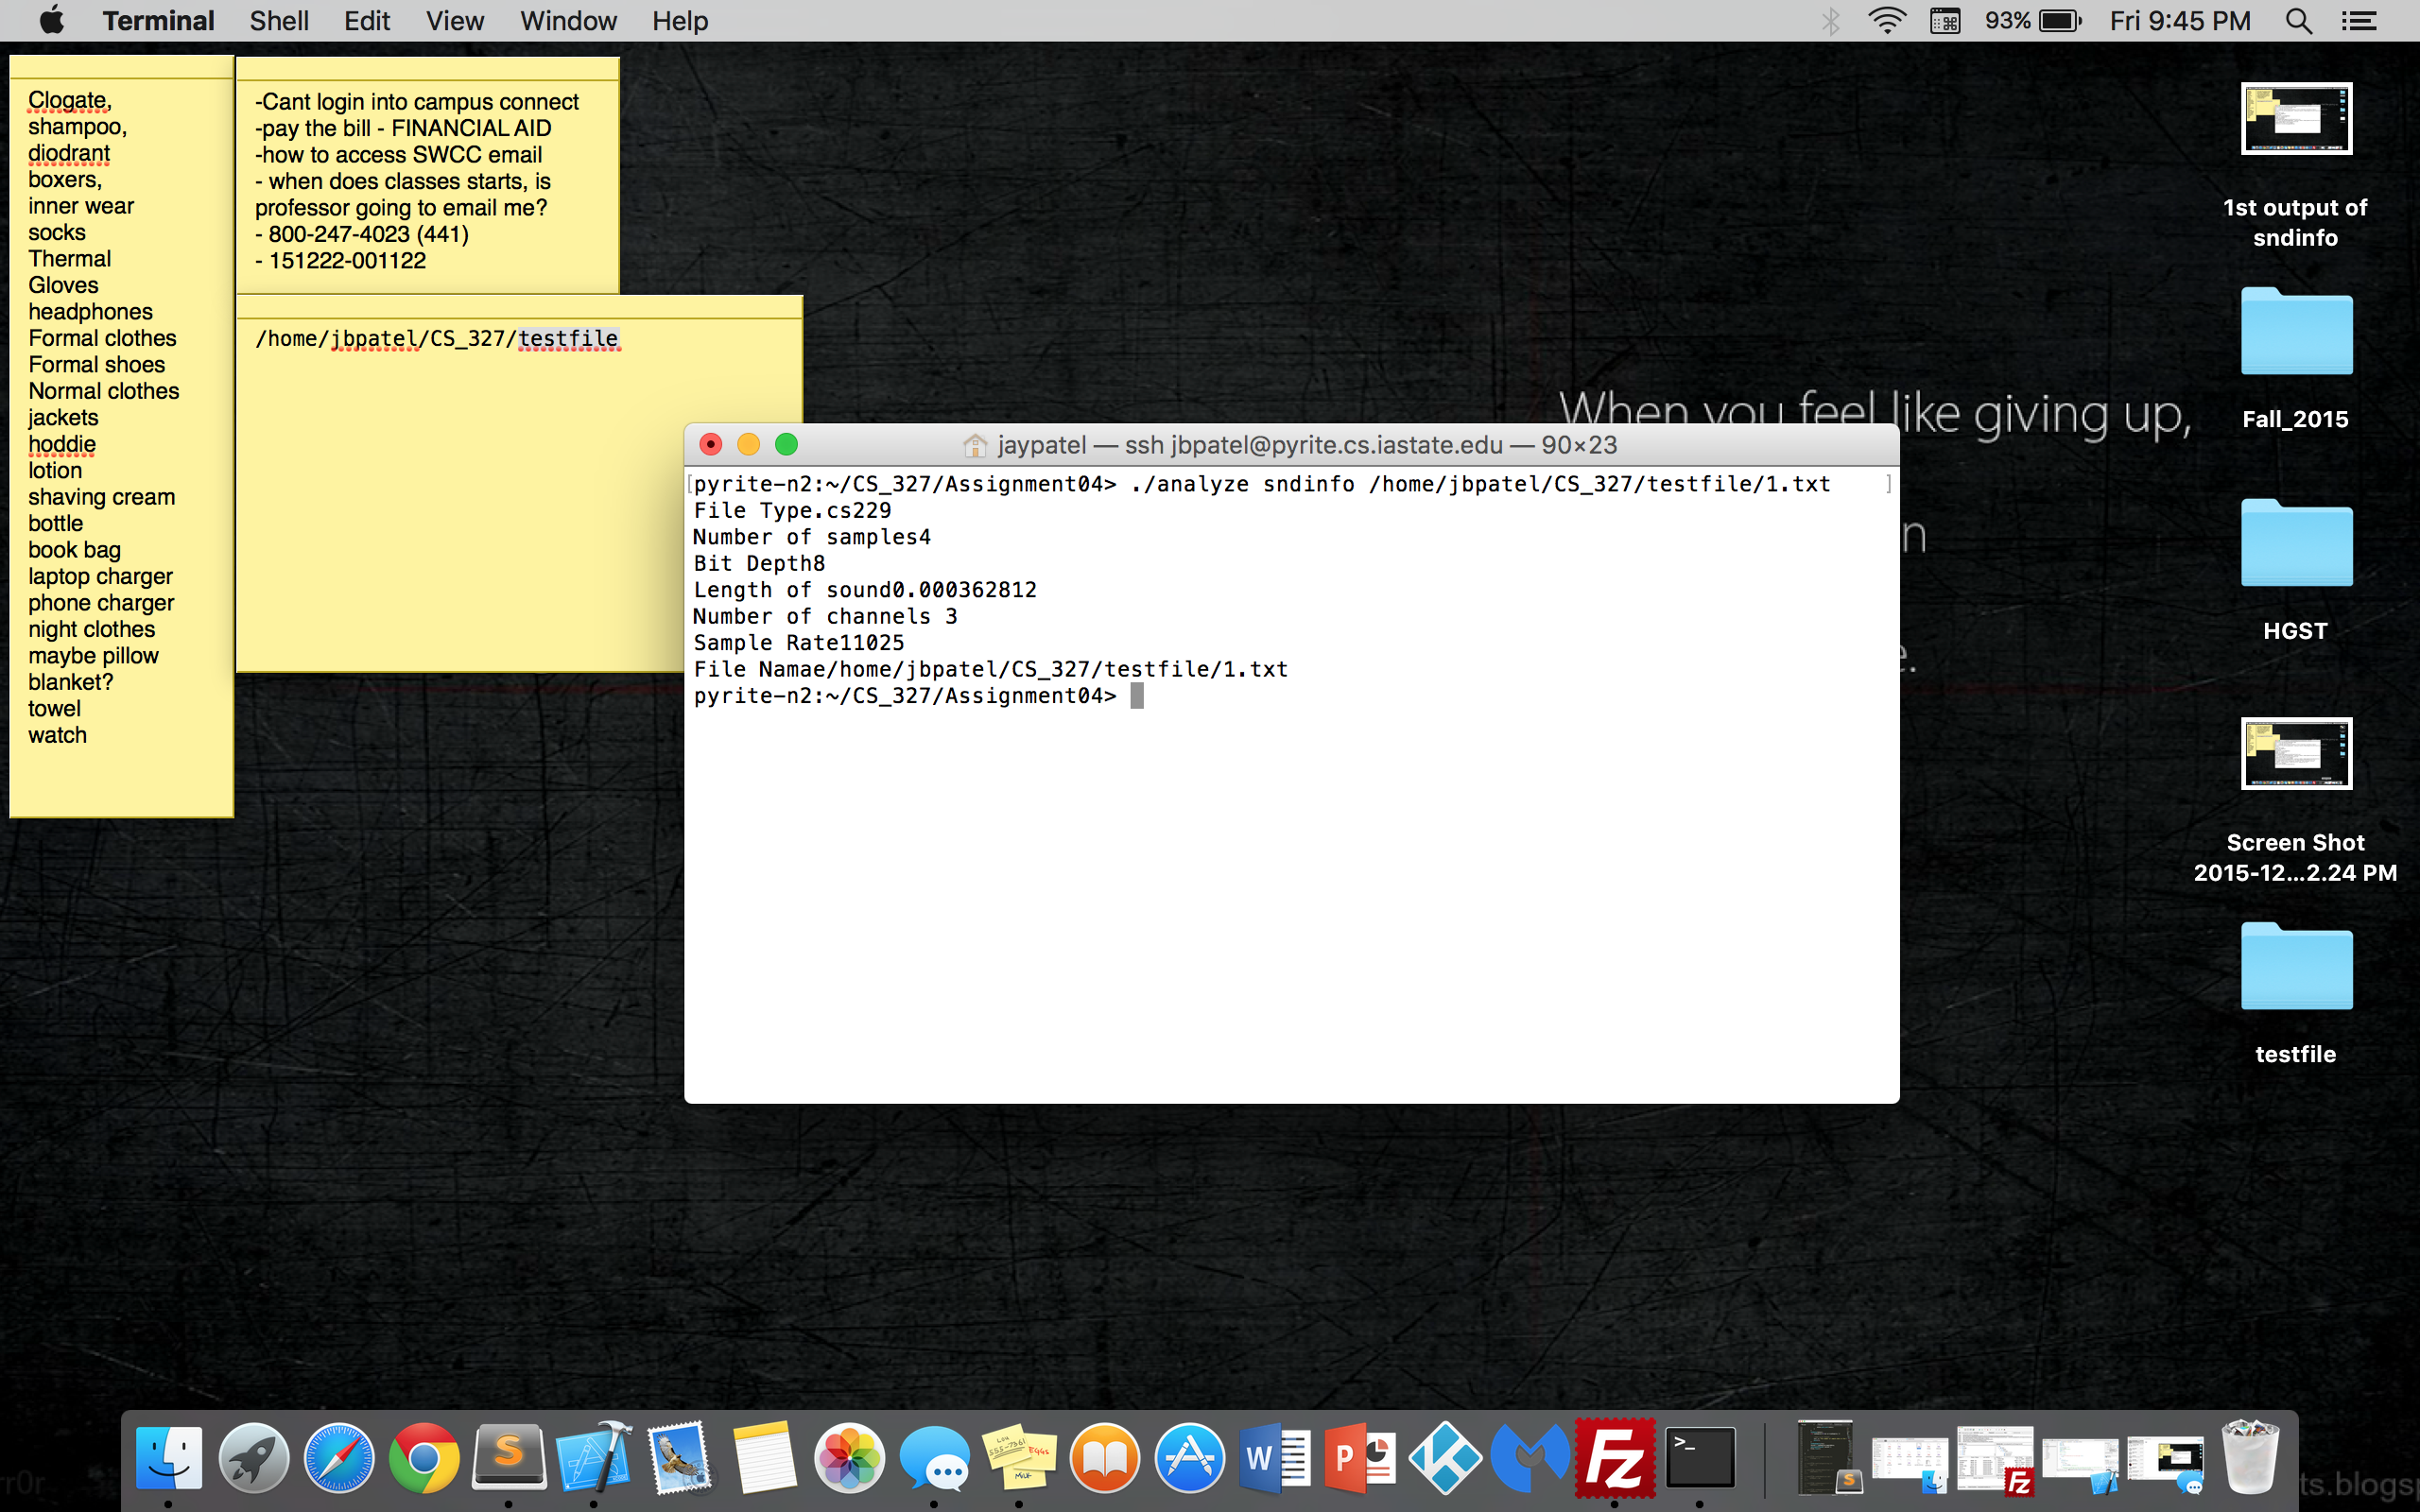 Terminal Shell Edit View Window Help
93% Fri 9:45 PM
Clogate,
shampoo,
diodrant
boxers,
inner wear
socks
Thermal
Gloves
headphones
Formal clothes
Formal shoes
Normal clothes
jackets
hoddie
lotion
shaving cream
bottle
book bag
laptop charger
phone charger
night clothes
maybe pillow
blanket?
towel
watch
-Cant login into campus connect
-pay the bill - FINANCIAL AID
-how to access SWCC email
- when does classes starts, is
professor going to email me?
- 800-247-4023 (441)
- 151222-001122
/home/jbpatel/CS_327/testfile
When you feel like giving up,
n
e.
jaypatel — ssh jbpatel@pyrite.cs.iastate.edu — 90×23
[pyrite-n2:~/CS_327/Assignment04> ./analyze sndinfo /home/jbpatel/CS_327/testfile/1.txt ]
File Type.cs229
Number of samples4
Bit Depth8
Length of sound0.000362812
Number of channels 3
Sample Rate11025
File Namae/home/jbpatel/CS_327/testfile/1.txt
pyrite-n2:~/CS_327/Assignment04>
1st output of
sndinfo
Fall_2015
HGST
Screen Shot
2015-12...2.24 PM
testfile
rr0r
ts.blogsp